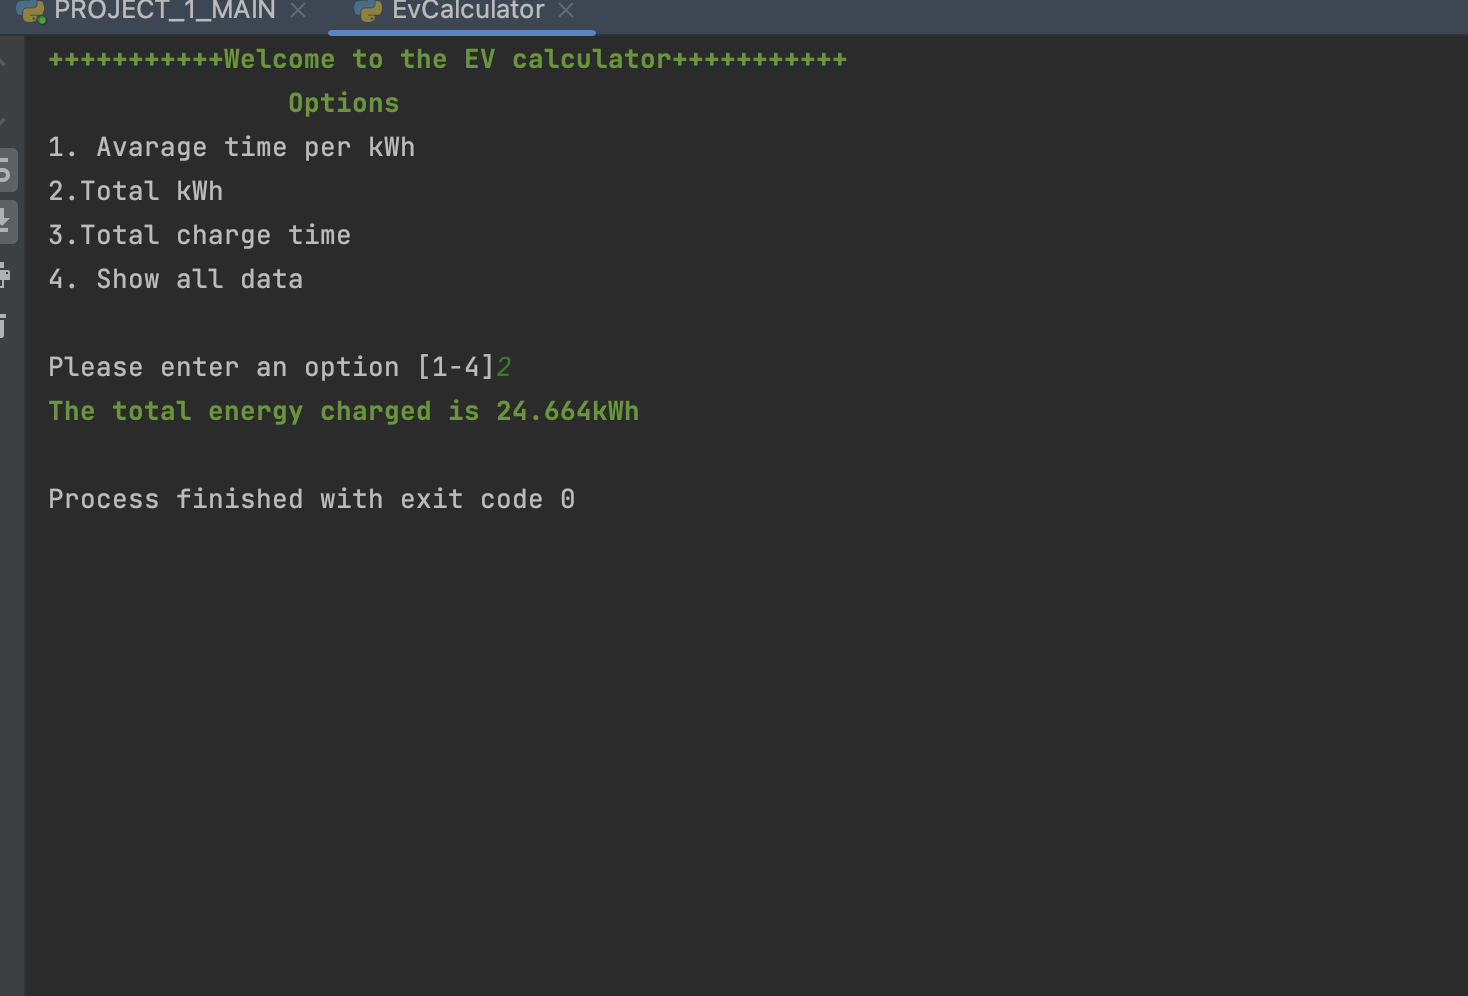 PROJECT_1_MAIN EvCalculator
+++++++++++Welcome to the EV calculator+++++++++++
Options
1. Avarage time per kWh
2.Total kWh
3.Total charge time
4. Show all data
Please enter an option [1-4]2
The total energy charged is 24.664kWh
Process finished with exit code 0